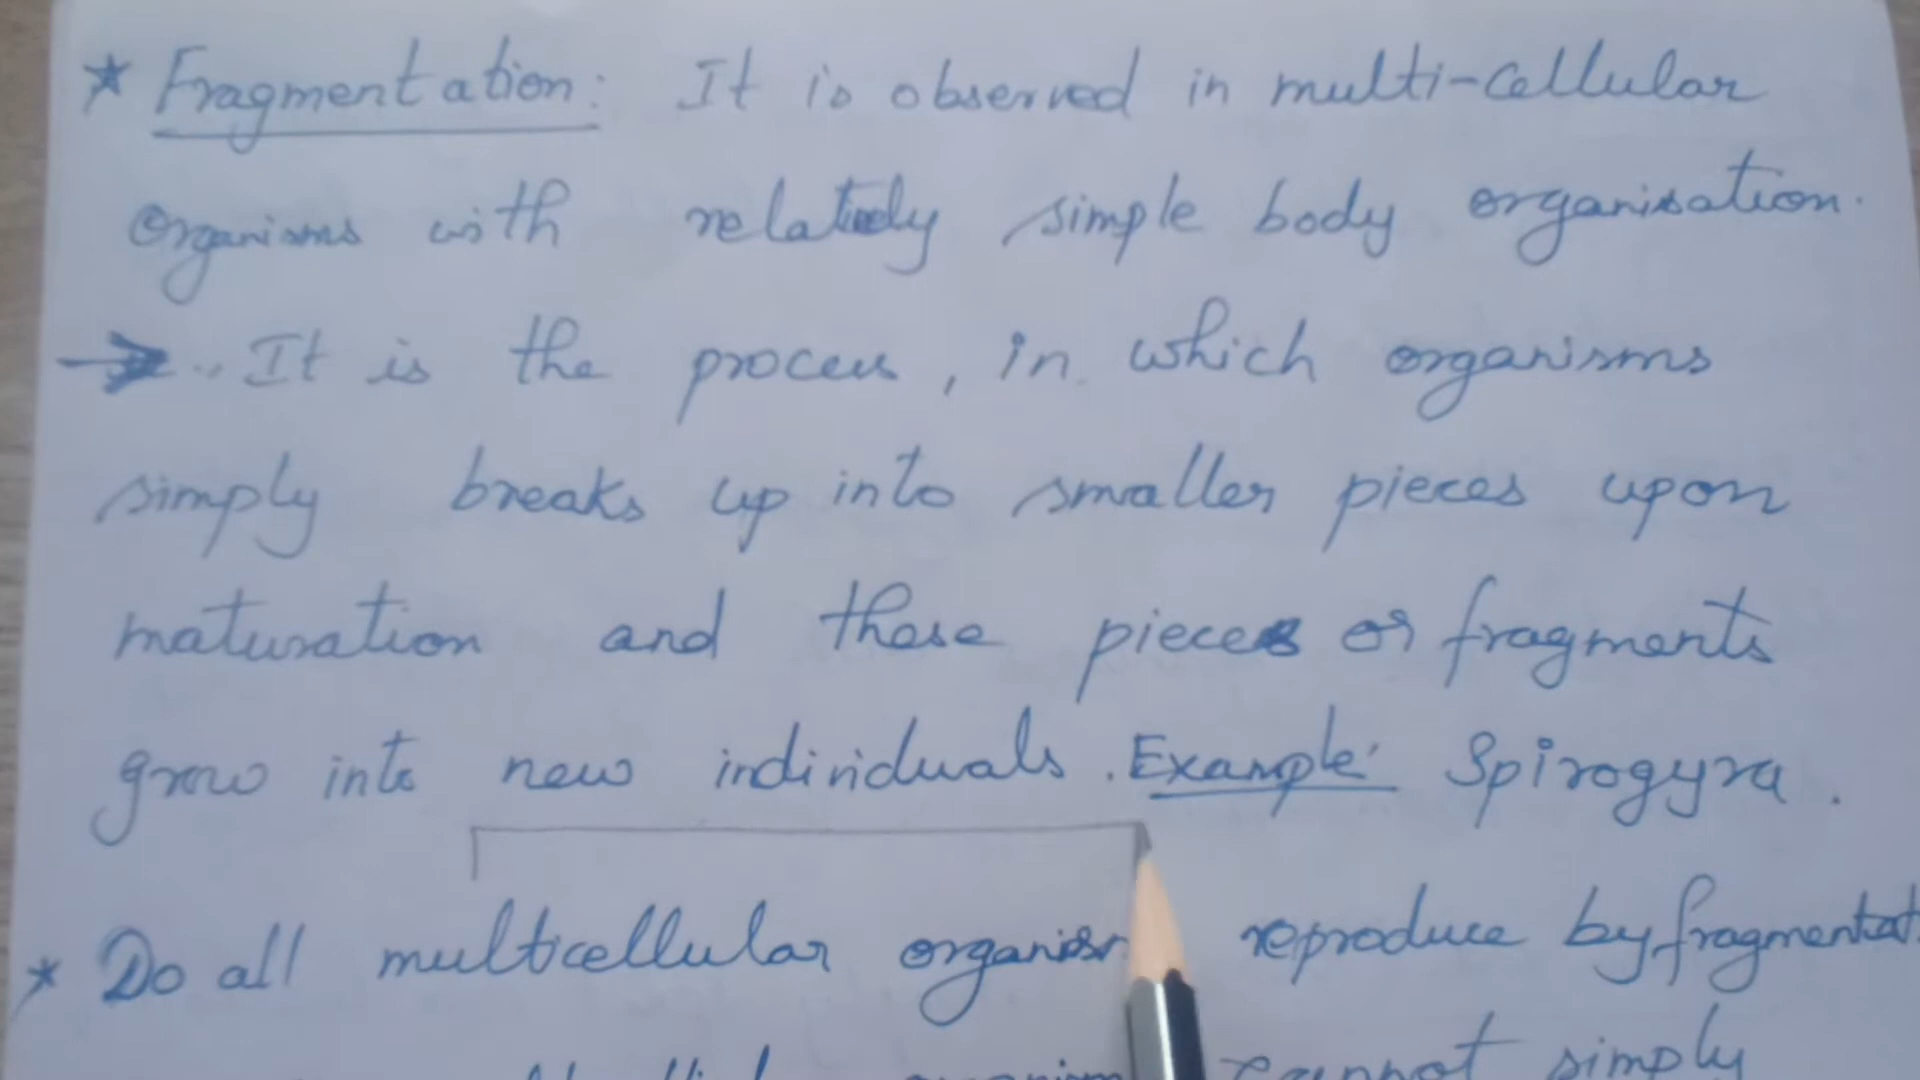 ★ Fragmentation: It is observed in multi-cellular
organisms with relatively simple body organisation.
→ It is the process, in which organisms
simply breaks up into smaller pieces upon
maturation and these pieces or fragments
grow into new individuals. Example: Spirogyra.
★ Do all multicellular reproduce by
cannot simply